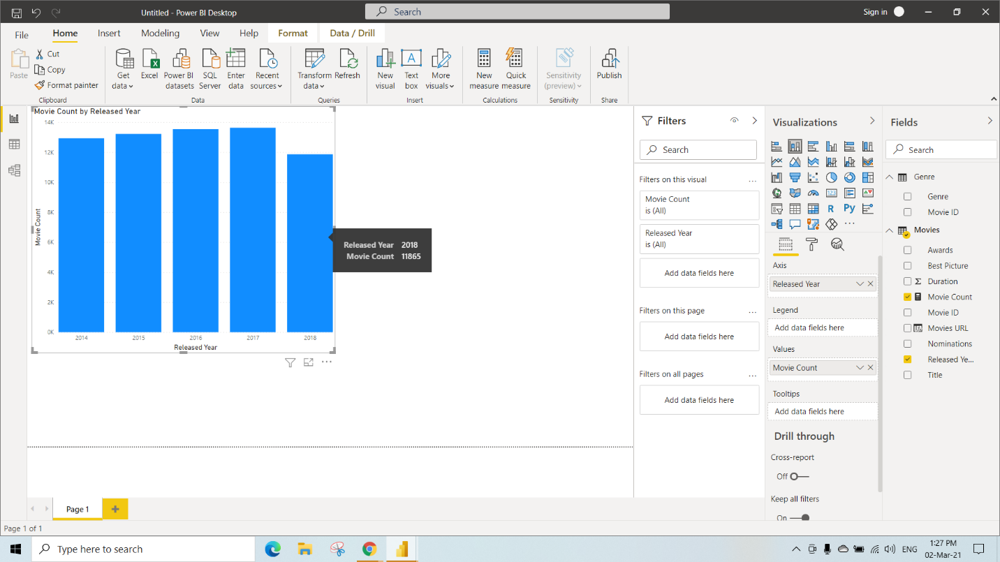 Untitled - Power BI Desktop
Search
Sign in
File
Home
Insert
Modeling
View
Help
Format
Data / Drill
Paste
Cut
Copy
Format painter
Clipboard
Get
data
Excel
Power BI
datasets
SQL
Server
Enter
data
Recent
sources
Data
Transform
data
Refresh
Queries
New
visual
Text
box
More
visuals
Insert
New
measure
Quick
measure
Calculations
Sensitivity
(preview)
Sensitivity
Publish
Share
Movie Count by Released Year
14K
12K
10K
8K
6K
4K
2K
0K
Movie Count
2014
2015
2016
2017
2018
Released Year
Released Year 2018
Movie Count 11865
Filters
Search
Filters on this visual
...
Movie Count
is (All)
Released Year
is (All)
Add data fields here
Filters on this page
...
Add data fields here
Filters on all pages
...
Add data fields here
Visualizations
R
Py
...
Axis
Released Year
Legend
Add data fields here
Values
Movie Count
Tooltips
Add data fields here
Drill through
Cross-report
Off
Keep all filters
On
Fields
Search
Genre
Genre
Movie ID
Movies
Awards
Best Picture
Σ Duration
Movie Count
Movie ID
Movies URL
Nominations
Released Ye...
Title
Page 1
Page 1 of 1
Type here to search
ENG
1:27 PM
02-Mar-21